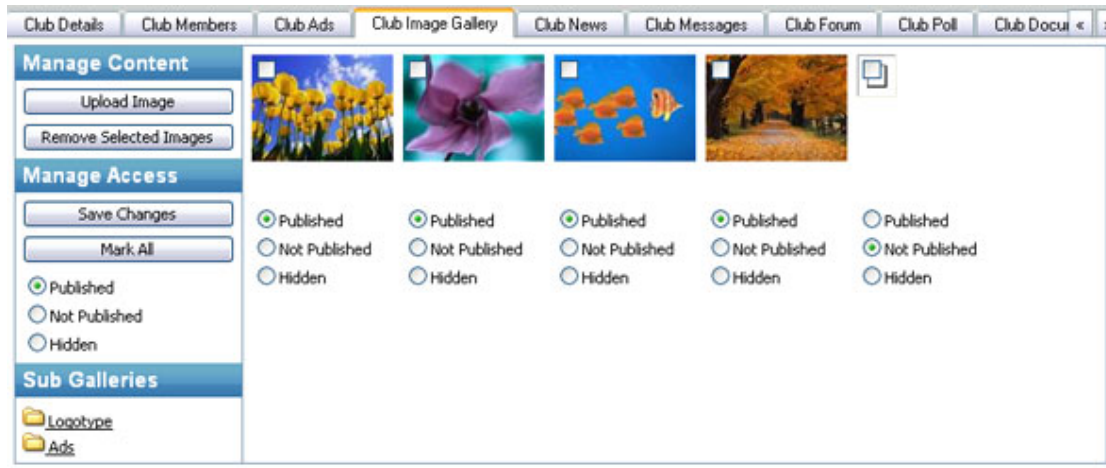 Club Details Club Members Club Ads Club Image Gallery Club News Club Messages Club Forum Club Poll Club Docu «
Manage Content
Upload Image
Remove Selected Images
Manage Access
Save Changes
Mark All
Published
Not Published
Hidden
Sub Galleries
Logotype
Ads
Published Published Published Published Published
Not Published Not Published Not Published Not Published Not Published
Hidden Hidden Hidden Hidden Hidden